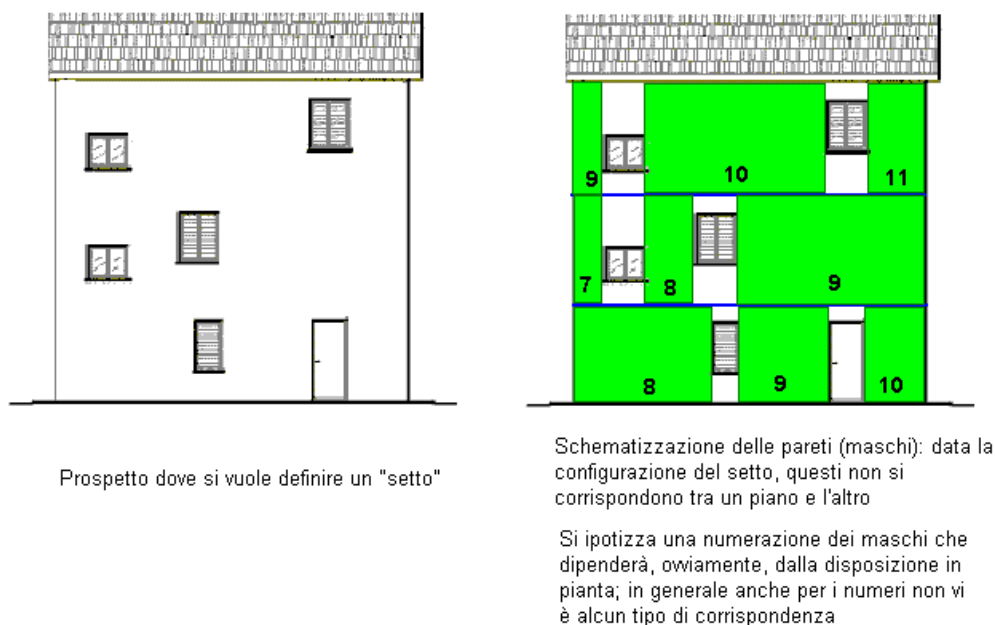 9
10
11
7
8
9
8
9
10
Prospetto dove si vuole definire un "setto"
Schematizzazione delle pareti (maschi): data la
configurazione del setto, questi non si
corrispondono tra un piano e l'altro
Si ipotizza una numerazione dei maschi che
dipenderà, ovviamente, dalla disposizione in
pianta; in generale anche per i numeri non vi
è alcun tipo di corrispondenza